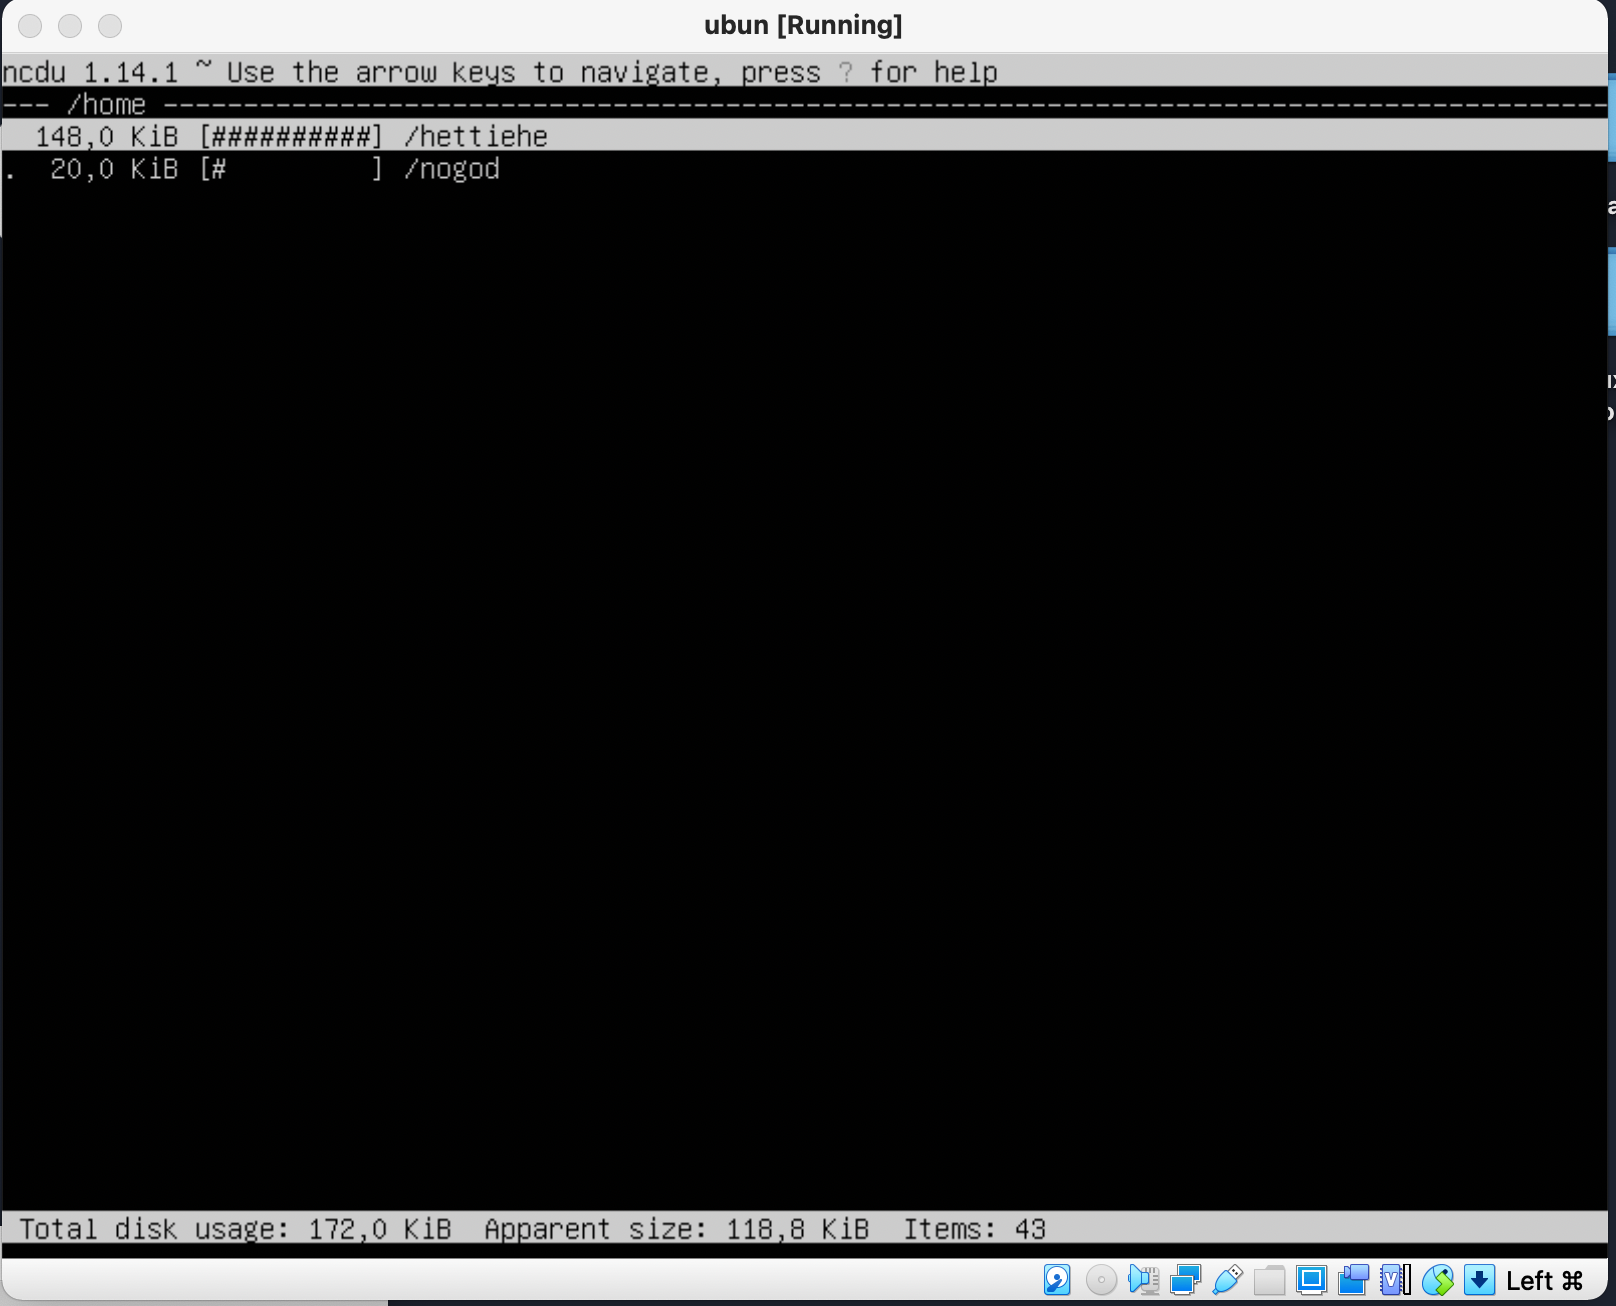 ubun [Running]
ncdu 1.14.1 ~ Use the arrow keys to navigate, press ? for help
--- /home ------------------------------------------------------------------------------------------
148,0 KiB [##########] /hettiehe
. 20,0 KiB [#         ] /nogod
Total disk usage: 172,0 KiB  Apparent size: 118,8 KiB  Items: 43
Left ⌘